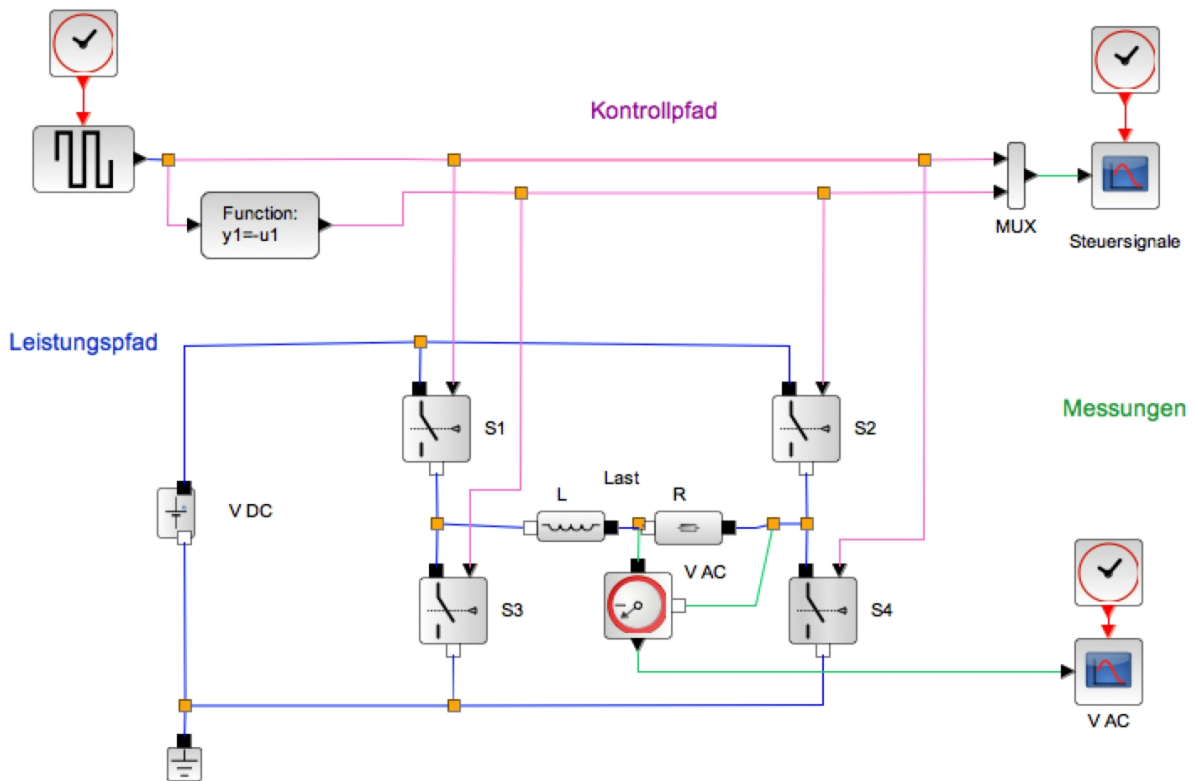 Kontrollpfad
Function:
y1=-u1
MUX
Steuersignale
Leistungspfad
Messungen
S1
S2
Last
L
R
V DC
V AC
S3
S4
V AC